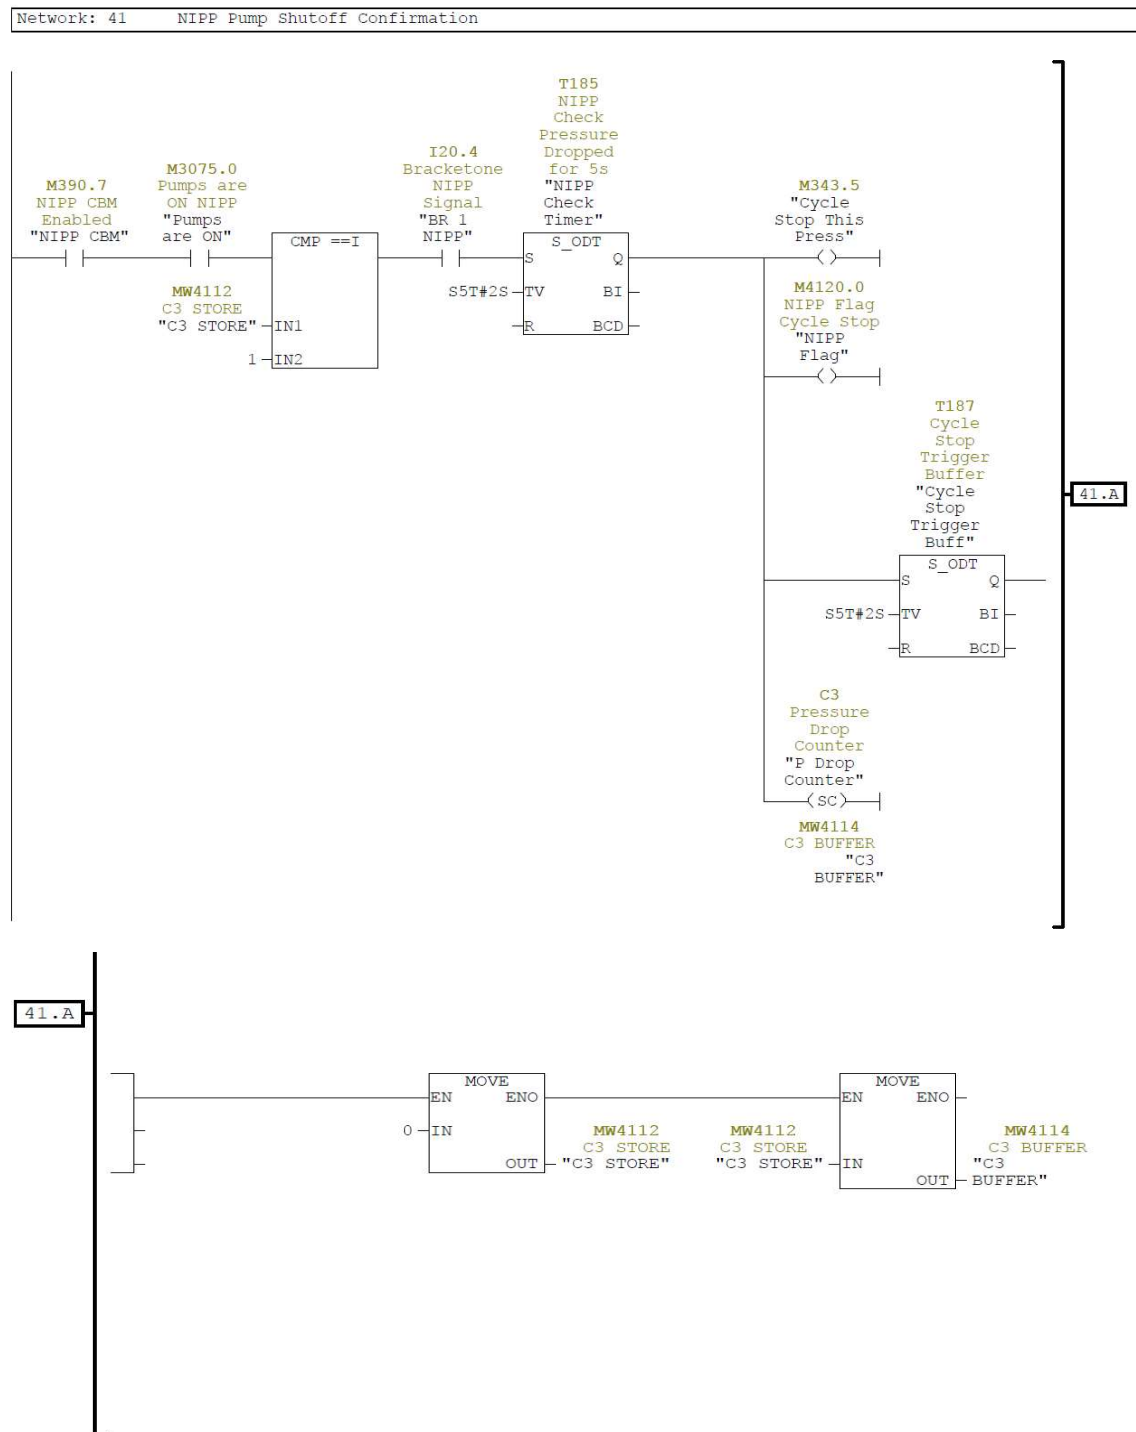 Network: 41 NIPP Pump Shutoff Confirmation
M390.7
NIPP CBM
Enabled
"NIPP CBM"
M3075.0
Pumps are
ON NIPP
"Pumps
are ON"
CMP ==I
MW4112
C3 STORE
"C3 STORE"
IN1
1
IN2
I20.4
Bracketone
NIPP
Signal
"BR 1
NIPP"
T185
NIPP
Check
Pressure
Dropped
for 5s
"NIPP
Check
Timer"
S_ODT
S Q
S5T#2S TV BI
R BCD
M343.5
"Cycle
Stop This
Press"
M4120.0
NIPP Flag
Cycle Stop
"NIPP
Flag"
T187
Cycle
Stop
Trigger
Buffer
"Cycle
Stop
Trigger
Buff"
S_ODT
S Q
S5T#2S TV BI
R BCD
C3
Pressure
Drop
Counter
"P Drop
Counter"
SC
MW4114
C3 BUFFER
"C3
BUFFER"
41.A
41.A
MOVE
EN ENO
0 IN
OUT
MW4112
C3 STORE
"C3 STORE"
MW4112
C3 STORE
"C3 STORE"
MOVE
EN ENO
IN
OUT
MW4114
C3 BUFFER
"C3
BUFFER"